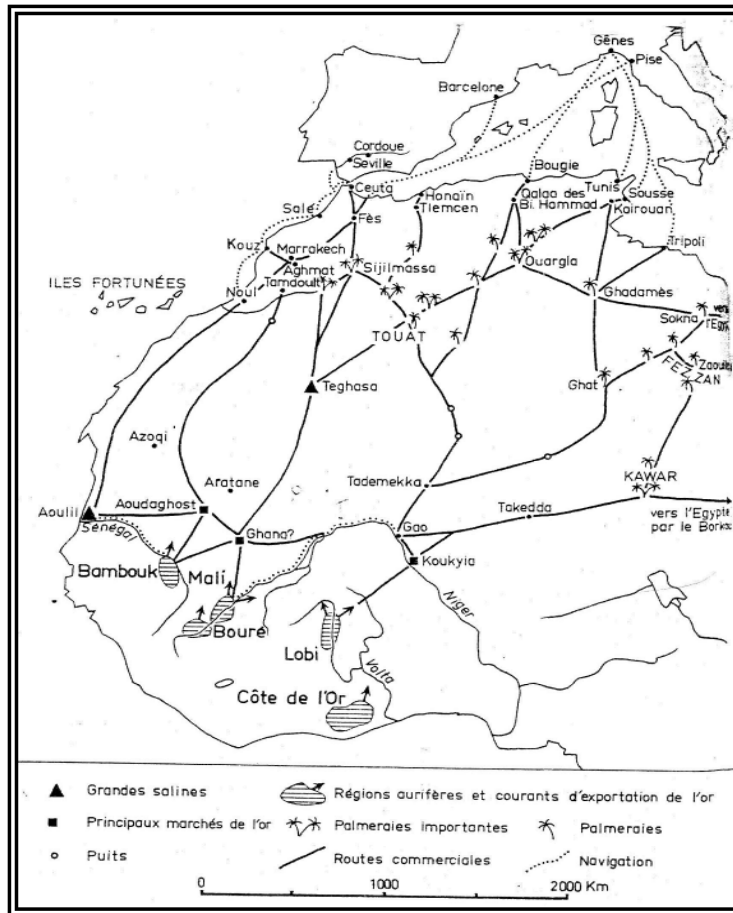 Gênes
Pise
Barcelone
Cordoue
Séville
Ceuta
Honaïn
Tlemcen
Bougie
Qalaa des
Bi. Hammad
Tunis
Sousse
Kairouan
Salé
Fès
Kouz
Marrakech
Aghmat
Tamdoult
Sijilmassa
Ouargla
Tripoli
ILES FORTUNÉES
Noul
Ghadamès
Sokna
vers
l'Egy
TOUAT
Teghasa
Ghat
FEZZAN
Zaouila
Azoqi
Aratane
Tademekka
KAWAR
Aoulil
Aoudaghost
Takedda
vers l'Egypte
par le Borkou
Sénégal
Ghana?
Gao
Koukyia
Bambouk
Mali
Niger
Bouré
Lobi
Volta
Côte de l'Or
Grandes salines
Régions aurifères et courants d'exportation de l'or
Principaux marchés de l'or
Palmeraies importantes
Palmeraies
Puits
Routes commerciales
Navigation
0
1000
2000 Km